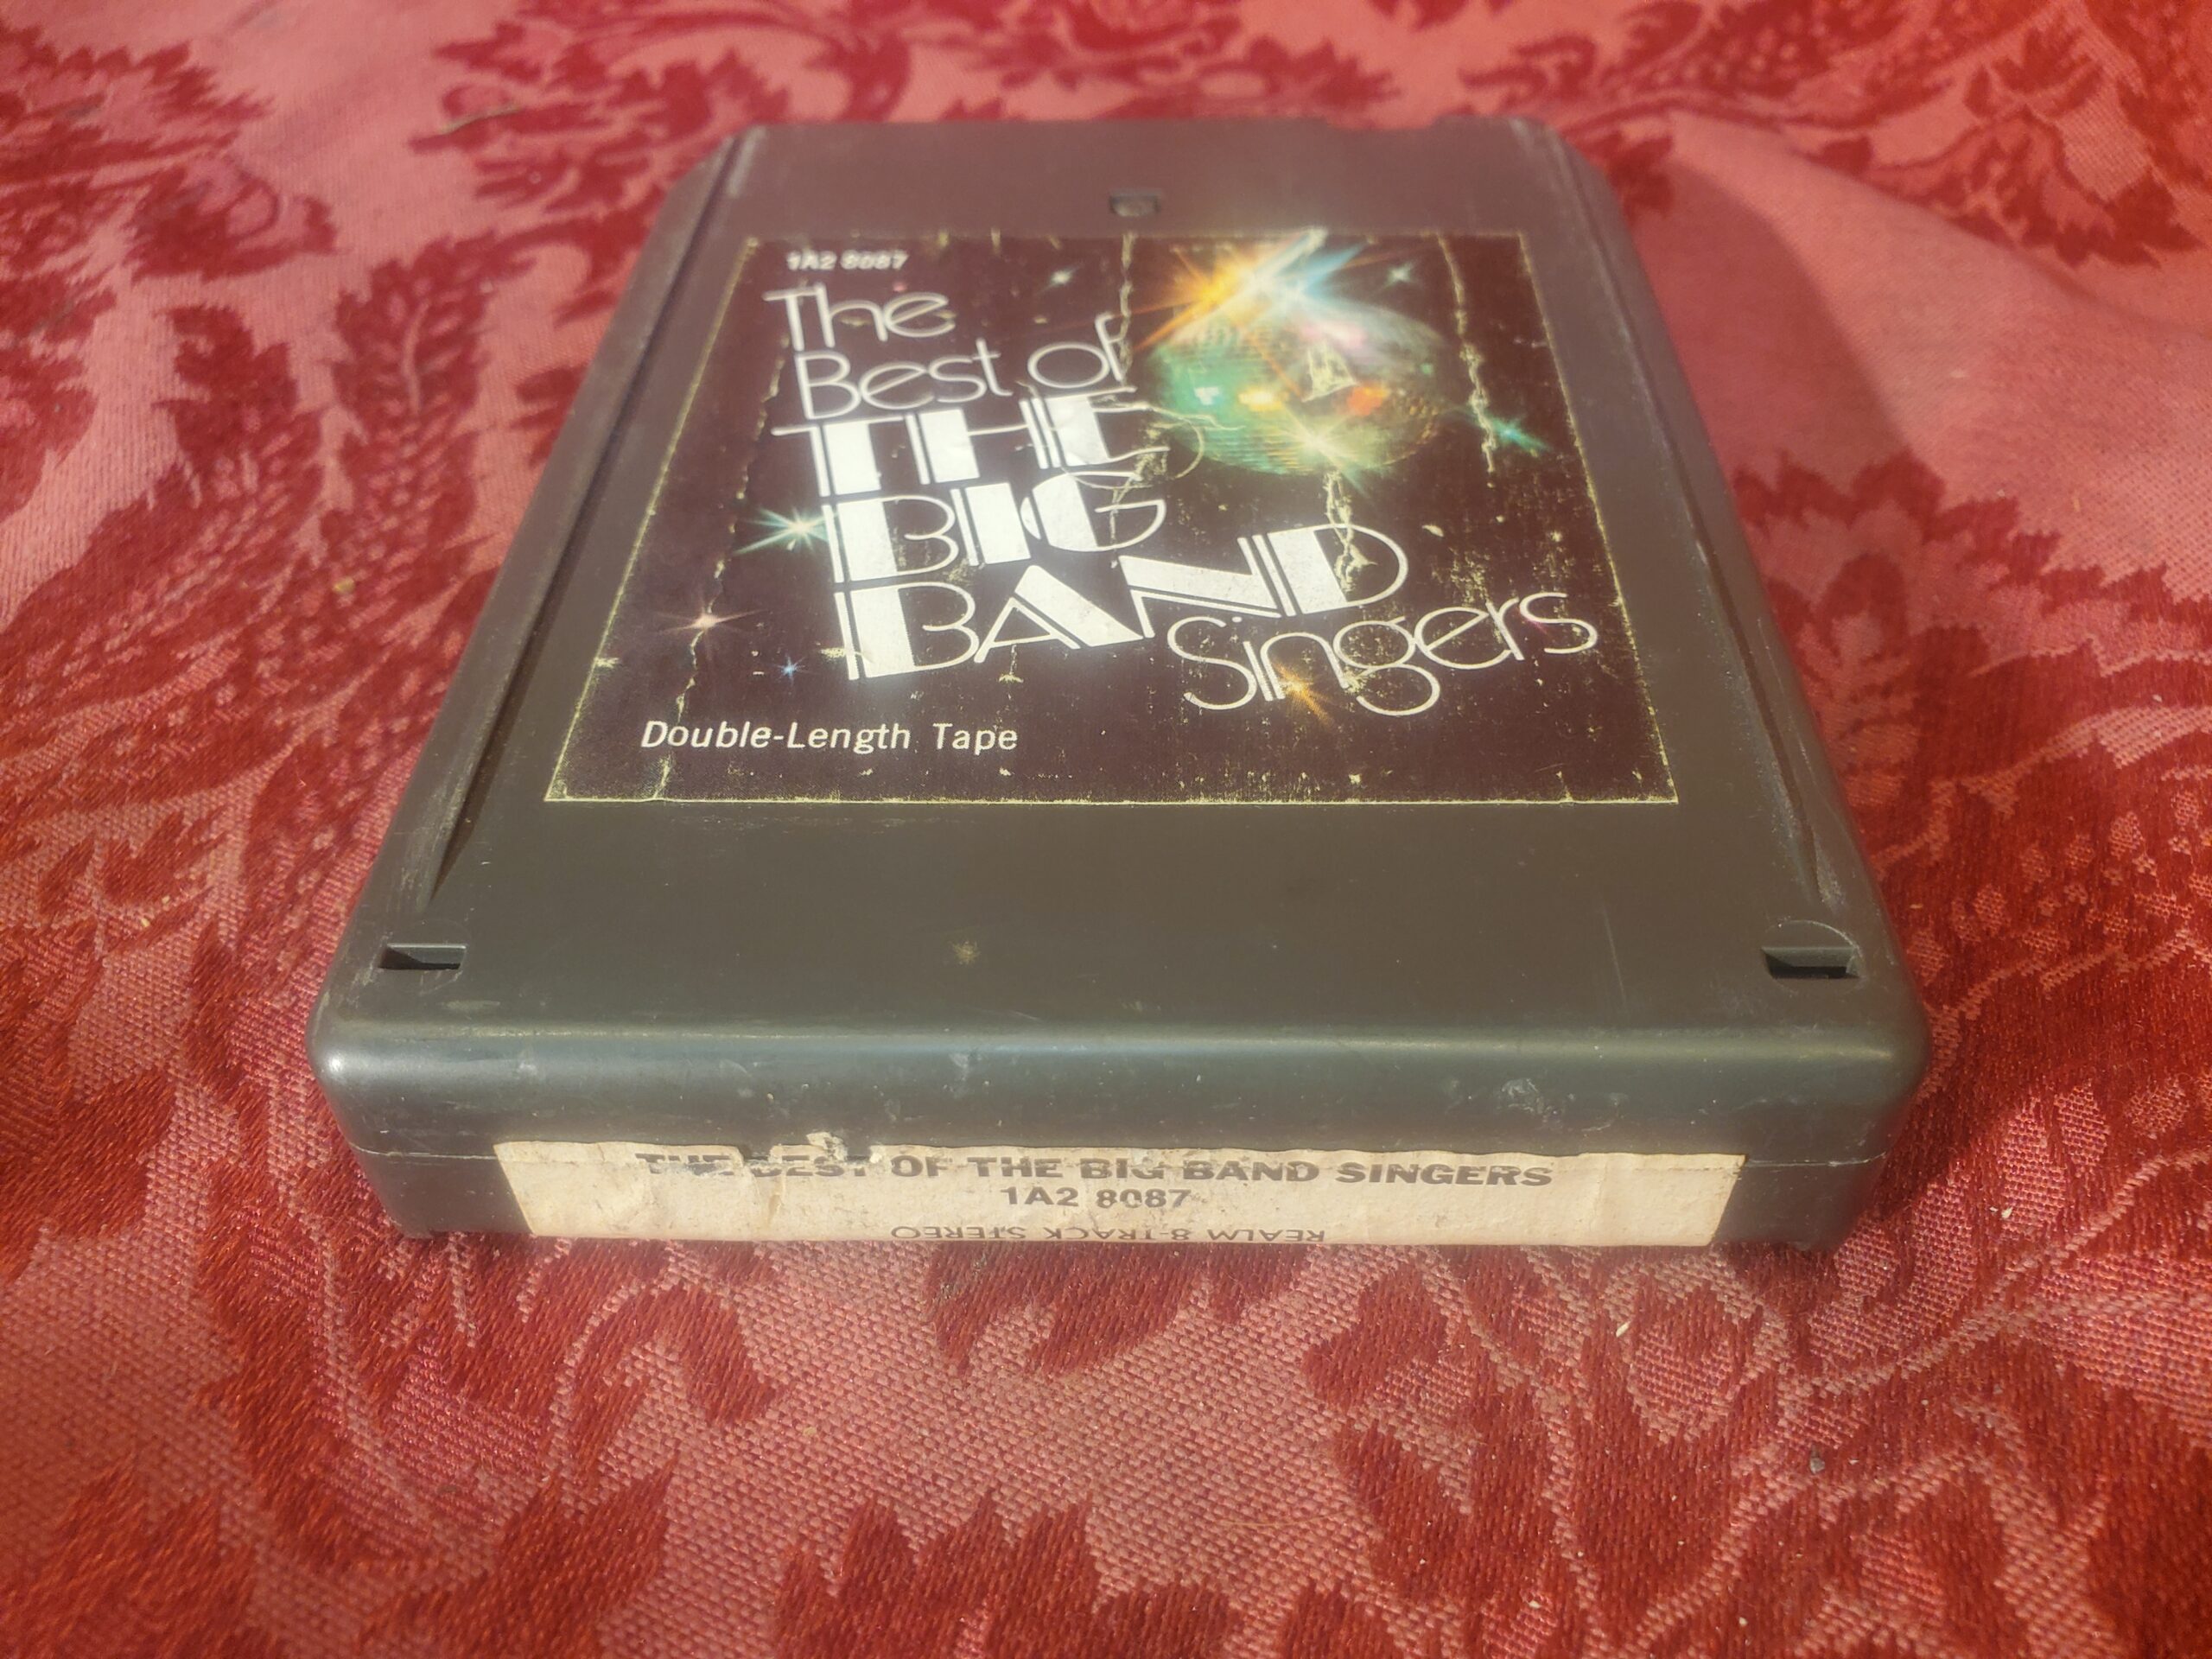 1A2 8087
The
Best of
THE
BIG
BAND
Singers
Double-Length Tape
THE BEST OF THE BIG BAND SINGERS
1A2 8087
REALM 8-TRACK STEREO